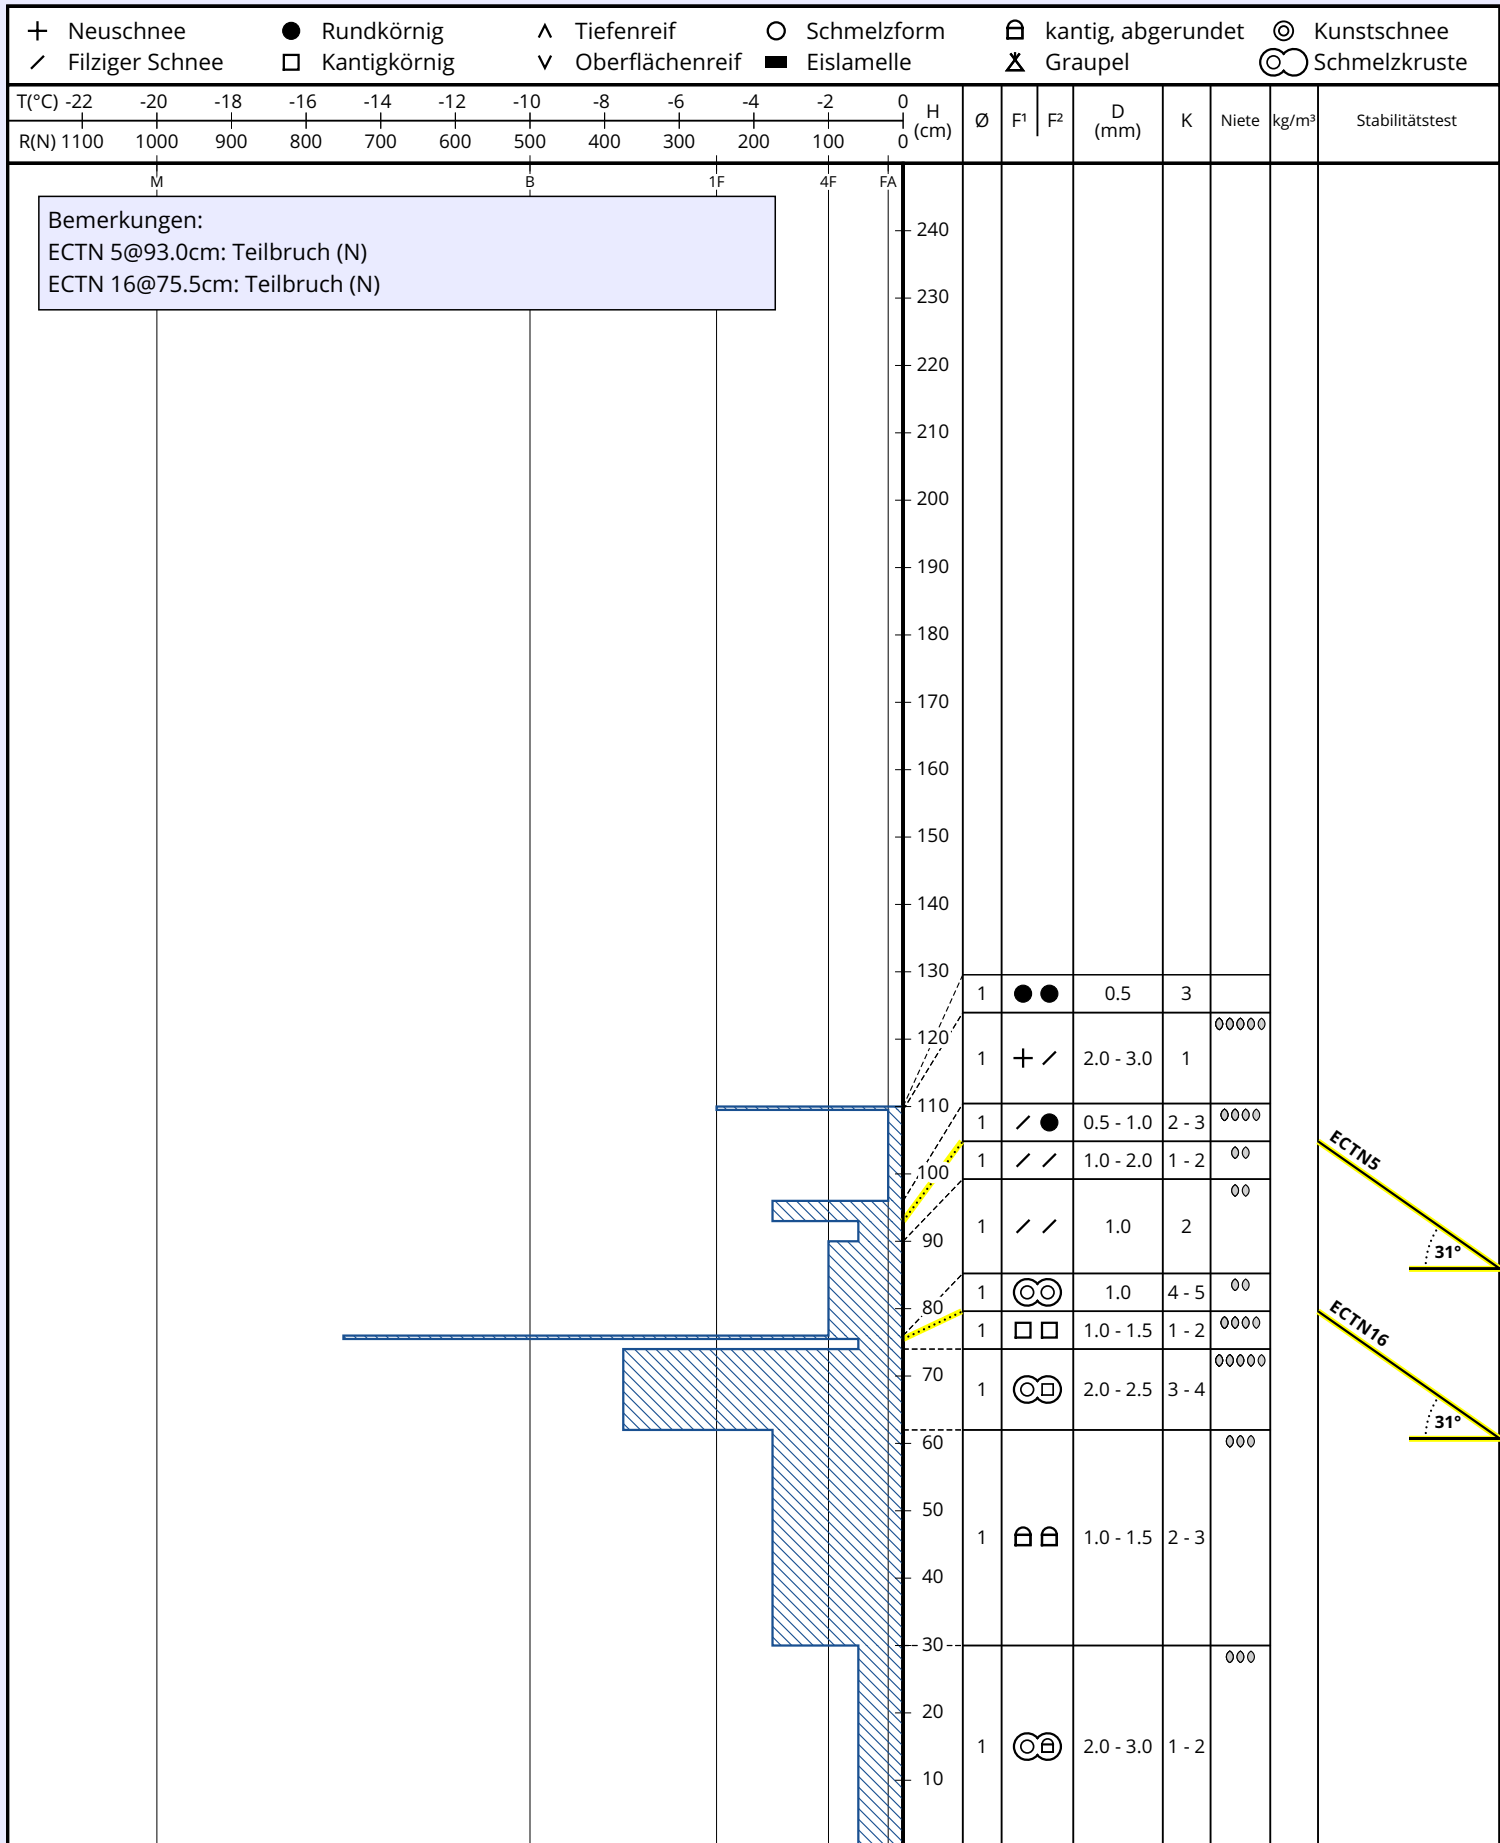 Neuschnee Rundkörnig Tiefenreif Schmelzform kantig, abgerundet Kunstschnee
Filziger Schnee Kantigkörnig Oberflächenreif Eislamelle Graupel Schmelzkruste
T(°C) -22 -20 -18 -16 -14 -12 -10 -8 -6 -4 -2 0
R(N) 1100 1000 900 800 700 600 500 400 300 200 100 0
H (cm) Ø F¹ F² D (mm) K Niete kg/m³ Stabilitätstest
M B 1F 4F FA
Bemerkungen:
ECTN 5@93.0cm: Teilbruch (N)
ECTN 16@75.5cm: Teilbruch (N)
240
230
220
210
200
190
180
170
160
150
140
130
1 0.5 3
120
1 2.0 - 3.0 1
110
1 0.5 - 1.0 2 - 3
ECTN5
1 1.0 - 2.0 1 - 2
100
1 1.0 2
90
31°
1 1.0 4 - 5
80
ECTN16
1 1.0 - 1.5 1 - 2
70
1 2.0 - 2.5 3 - 4
31°
60
50
1 1.0 - 1.5 2 - 3
40
30
20
1 2.0 - 3.0 1 - 2
10